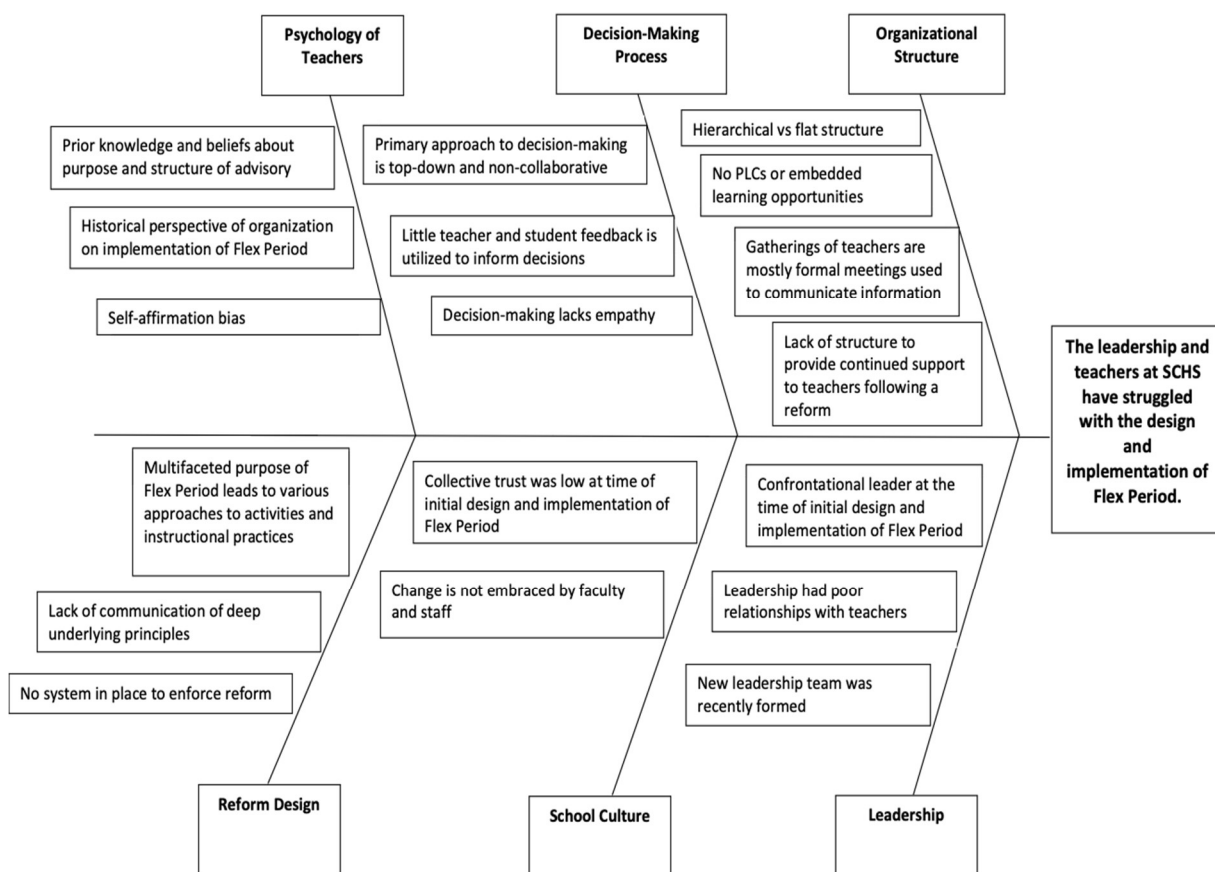 Psychology of
Teachers
Decision-Making
Process
Organizational
Structure
Prior knowledge and beliefs about
purpose and structure of advisory
Historical perspective of organization
on implementation of Flex Period
Self-affirmation bias
Primary approach to decision-making
is top-down and non-collaborative
Little teacher and student feedback is
utilized to inform decisions
Decision-making lacks empathy
Hierarchical vs flat structure
No PLCs or embedded
learning opportunities
Gatherings of teachers are
mostly formal meetings used
to communicate information
Lack of structure to
provide continued support
to teachers following a
reform
The leadership and
teachers at SCHS
have struggled
with the design
and
implementation of
Flex Period.
Multifaceted purpose of
Flex Period leads to various
approaches to activities and
instructional practices
Lack of communication of deep
underlying principles
No system in place to enforce reform
Collective trust was low at time of
initial design and implementation of
Flex Period
Change is not embraced by faculty
and staff
Confrontational leader at the
time of initial design and
implementation of Flex Period
Leadership had poor
relationships with teachers
New leadership team was
recently formed
Reform Design
School Culture
Leadership